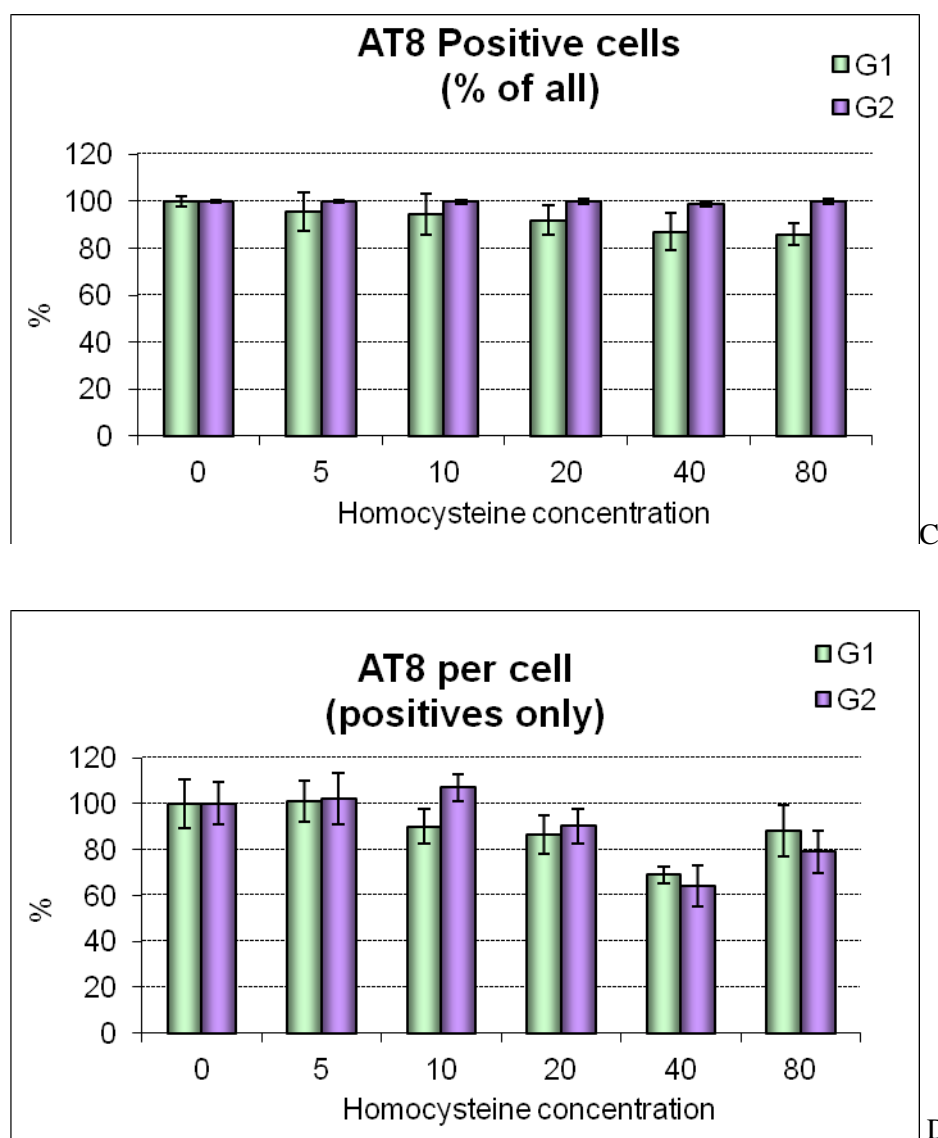 AT8 Positive cells
(% of all)
G1
G2
120
100
80
60
40
20
0
%
0 5 10 20 40 80
Homocysteine concentration
C
AT8 per cell
(positives only)
G1
G2
120
100
80
60
40
20
0
%
0 5 10 20 40 80
Homocysteine concentration
D